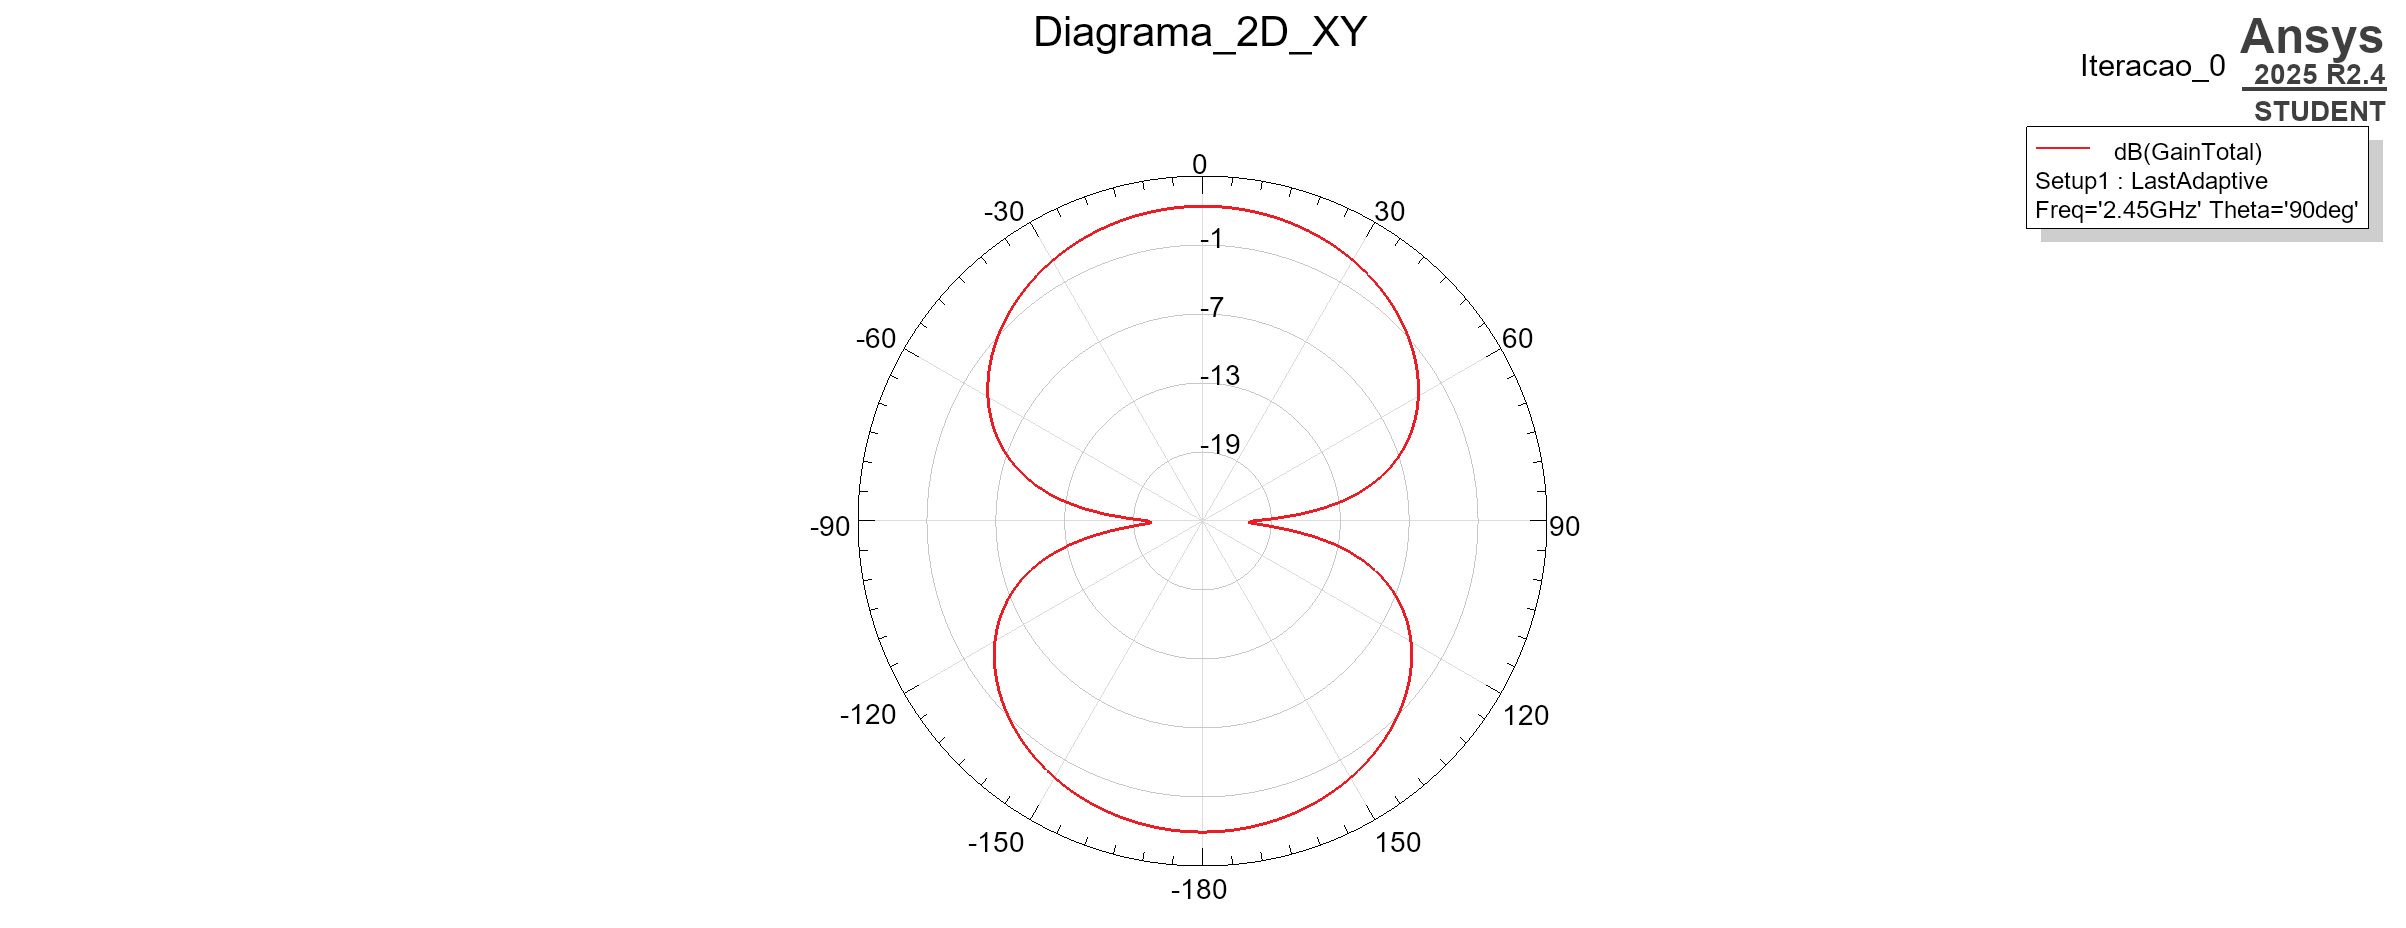 Diagrama_2D_XY
Iteracao_0
Ansys
2025 R2.4
STUDENT
dB(GainTotal)
Setup1 : LastAdaptive
Freq='2.45GHz' Theta='90deg'
0
-30
30
-1
-60
60
-7
-13
-19
-90
90
-120
120
-150
150
-180